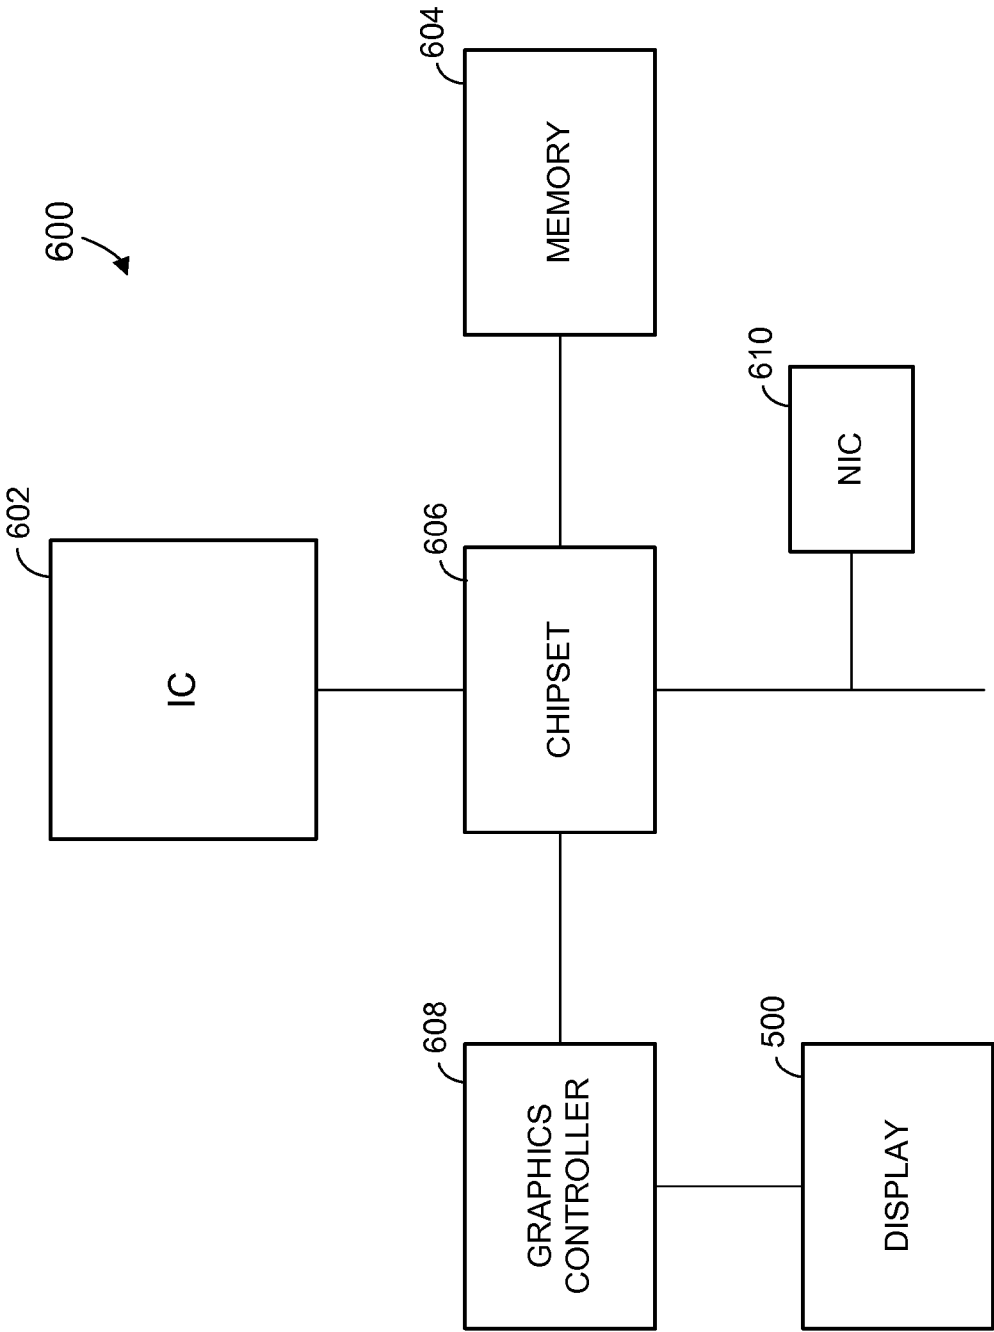 600
602
IC
608
GRAPHICS
CONTROLLER
606
CHIPSET
604
MEMORY
500
DISPLAY
610
NIC